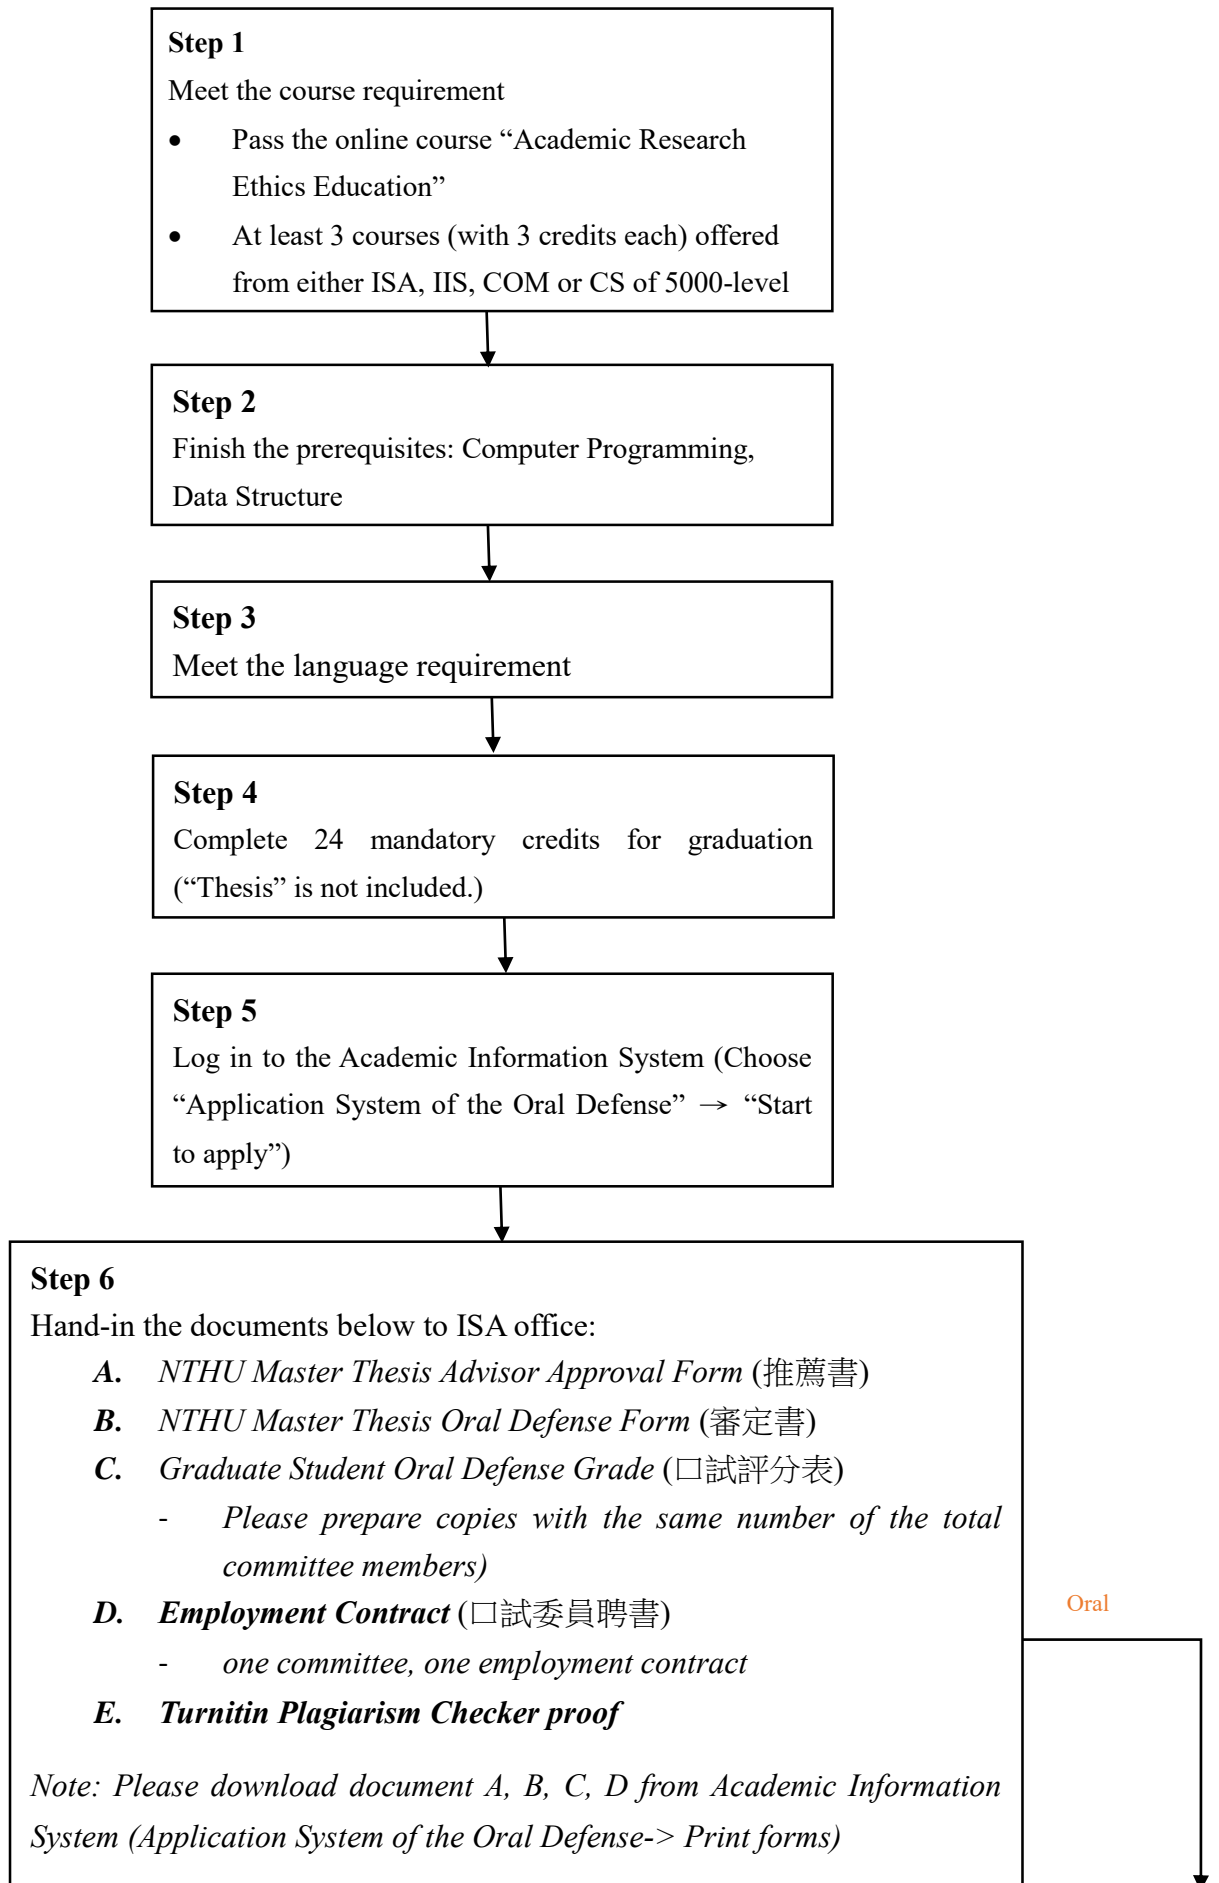 Step 1
Meet the course requirement
• Pass the online course “Academic Research
Ethics Education”
• At least 3 courses (with 3 credits each) offered
from either ISA, IIS, COM or CS of 5000-level
Step 2
Finish the prerequisites: Computer Programming,
Data Structure
Step 3
Meet the language requirement
Step 4
Complete 24 mandatory credits for graduation
(“Thesis” is not included.)
Step 5
Log in to the Academic Information System (Choose
“Application System of the Oral Defense” → “Start
to apply”)
Step 6
Hand-in the documents below to ISA office:
A. NTHU Master Thesis Advisor Approval Form (推薦書)
B. NTHU Master Thesis Oral Defense Form (審定書)
C. Graduate Student Oral Defense Grade (口試評分表)
- Please prepare copies with the same number of the total
committee members)
D. Employment Contract (口試委員聘書)
- one committee, one employment contract
E. Turnitin Plagiarism Checker proof
Note: Please download document A, B, C, D from Academic Information
System (Application System of the Oral Defense-> Print forms)
Oral